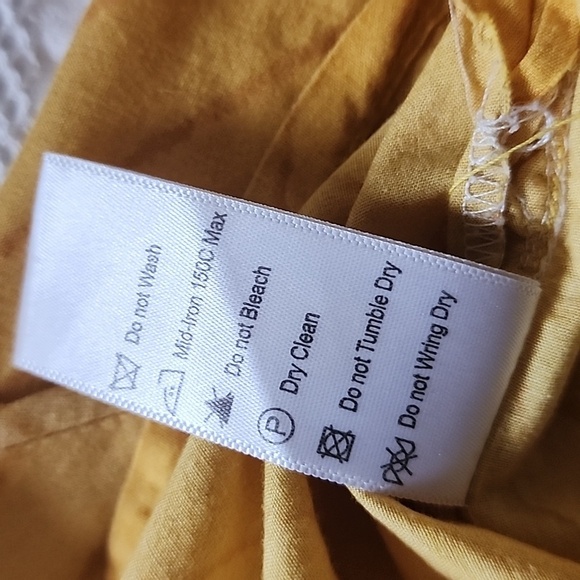 Do not Wash
Mid-Iron 150C Max
Do not Bleach
P Dry Clean
Do not Tumble Dry
Do not Wring Dry